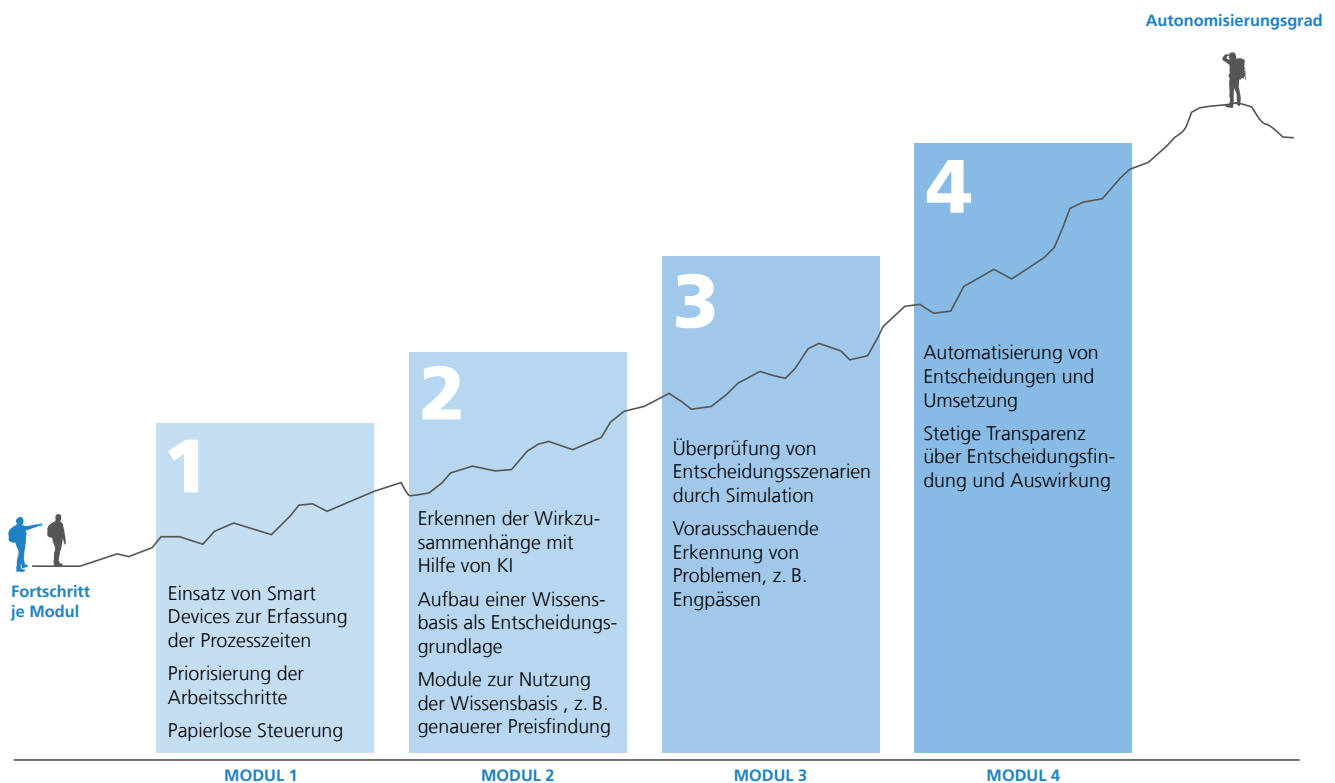 Autonomisierungsgrad
Fortschritt
je Modul
1
Einsatz von Smart
Devices zur Erfassung
der Prozesszeiten
Priorisierung der
Arbeitsschritte
Papierlose Steuerung
MODUL 1
2
Erkennen der Wirkzu-
sammenhänge mit
Hilfe von KI
Aufbau einer Wissens-
basis als Entscheidungs-
grundlage
Module zur Nutzung
der Wissensbasis , z. B.
genauerer Preisfindung
MODUL 2
3
Überprüfung von
Entscheidungsszenarien
durch Simulation
Vorausschauende
Erkennung von
Problemen, z. B.
Engpässen
MODUL 3
4
Automatisierung von
Entscheidungen und
Umsetzung
Stetige Transparenz
über Entscheidungsfin-
dung und Auswirkung
MODUL 4